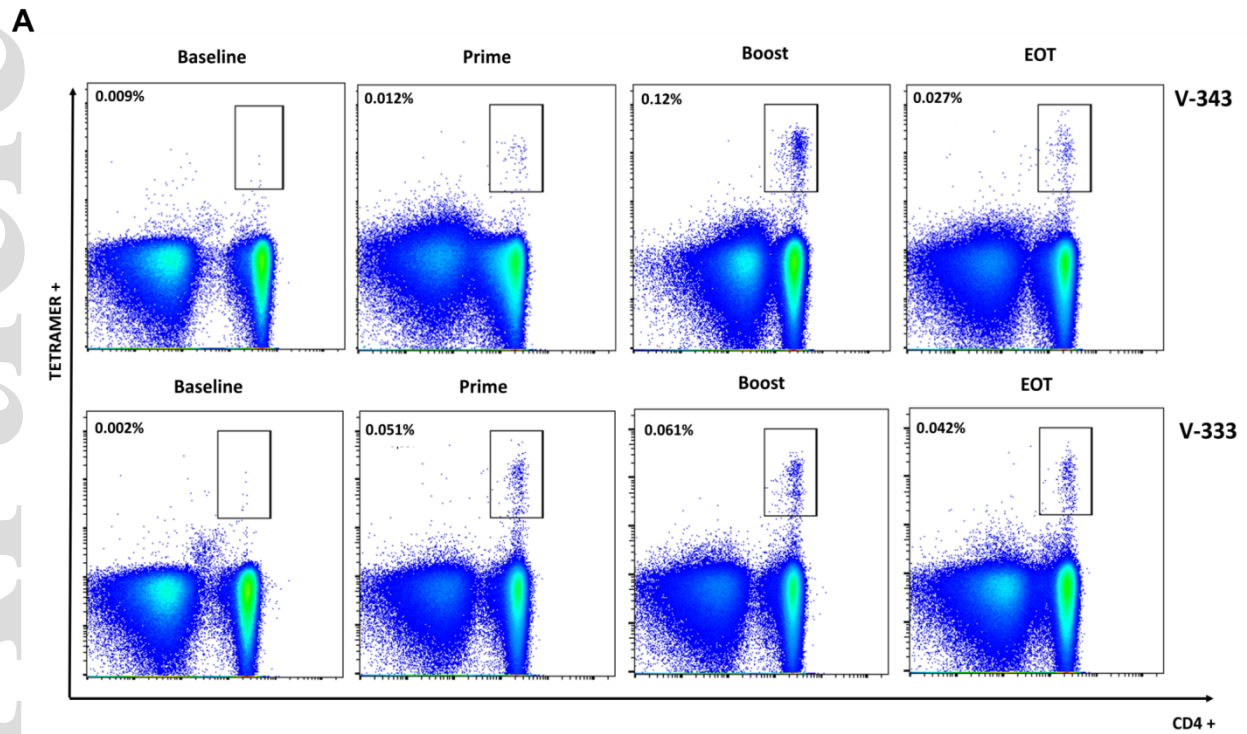 A
Baseline Prime Boost EOT
0.009% 0.012% 0.12% 0.027% V-343
TETRAMER +
Baseline Prime Boost EOT
0.002% 0.051% 0.061% 0.042% V-333
CD4 +